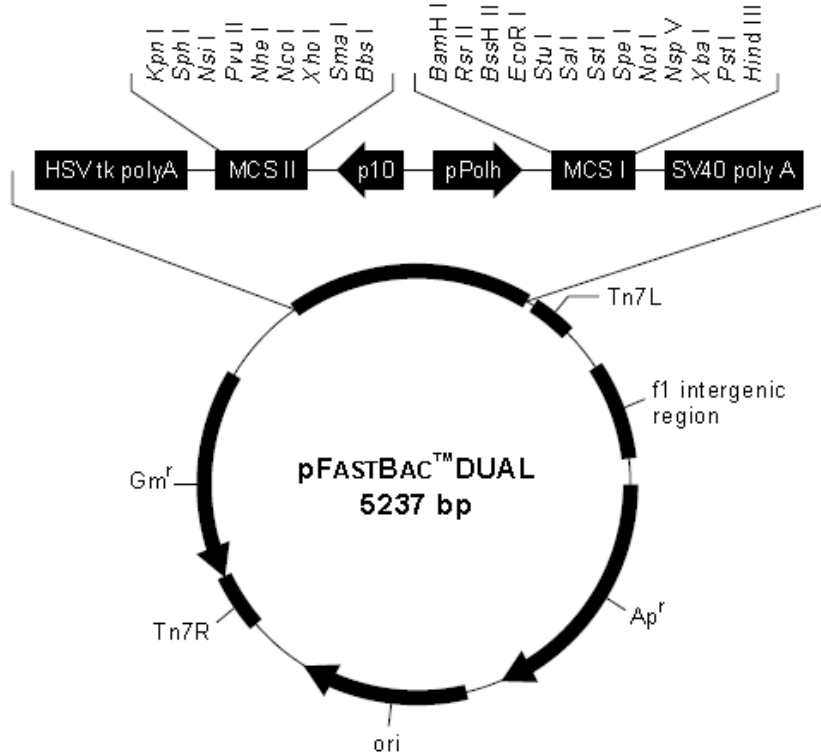 Kpn I
Sph I
Nsi I
Pvu II
Nhe I
Nco I
Xho I
Sma I
Bbs I
BamH I
Rsr II
BssH II
EcoR I
Stu I
Sal I
Sst I
Spe I
Not I
Nsp V
Xba I
Pst I
Hind III
HSV tk polyA
MCS II
p10
pPolh
MCS I
SV40 poly A
Tn7L
f1 intergenic
region
Gmr
pFASTBAC™DUAL
5237 bp
Tn7R
Apr
ori